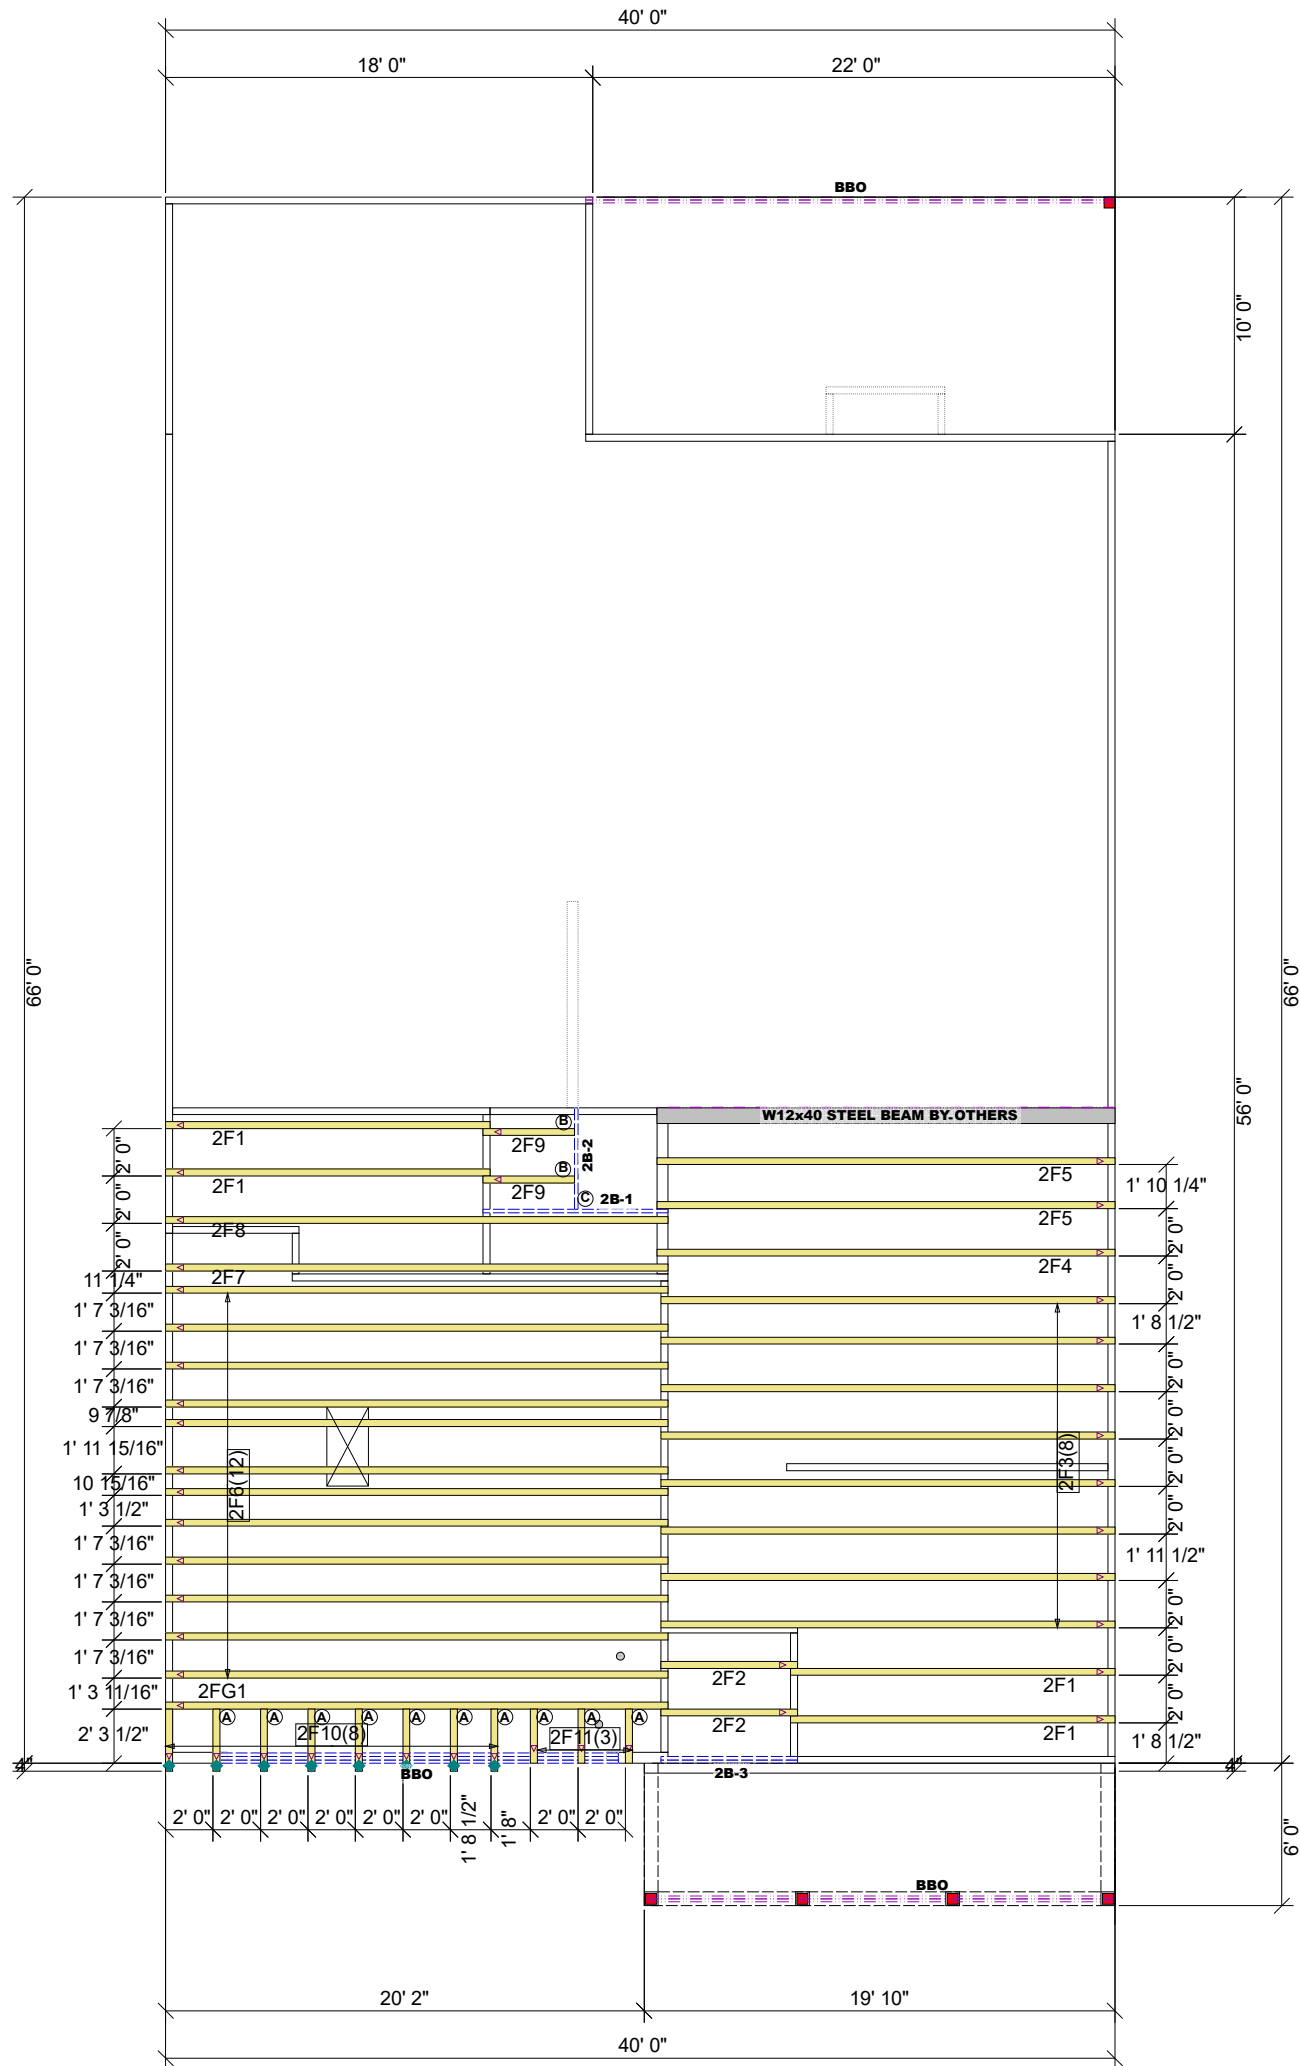 40' 0"
18' 0"
22' 0"
BBO
10' 0"
66' 0"
66' 0"
56' 0"
W12x40 STEEL BEAM BY OTHERS
B
2F1
2F9
2B-2
2' 0"
B
2F1
2F9
2F5
1' 10 1/4"
2' 0"
C
2B-1
2F5
2F8
2' 0"
2' 0"
2F4
11 1/4"
2F7
2' 0"
1' 7 3/16"
1' 8 1/2"
1' 7 3/16"
1' 7 3/16"
2' 0"
9 7/8"
2' 0"
1' 11 15/16"
2F6(12)
2F3(8)
2' 0"
10 15/16"
1' 3 1/2"
2' 0"
1' 7 3/16"
1' 11 1/2"
1' 7 3/16"
1' 7 3/16"
2' 0"
1' 7 3/16"
2F2
2F1
2' 0"
1' 3 11/16"
2FG1
2' 0"
A A A A A A A A A A
2' 3 1/2"
2F10(8)
2F11(3)
2F2
2F1
1' 8 1/2"
4"
BBO
2B-3
4"
2' 0" 2' 0" 2' 0" 2' 0" 2' 0" 2' 0" 1' 8 1/2" 1' 8" 2' 0" 2' 0"
6' 0"
BBO
20' 2"
19' 10"
40' 0"